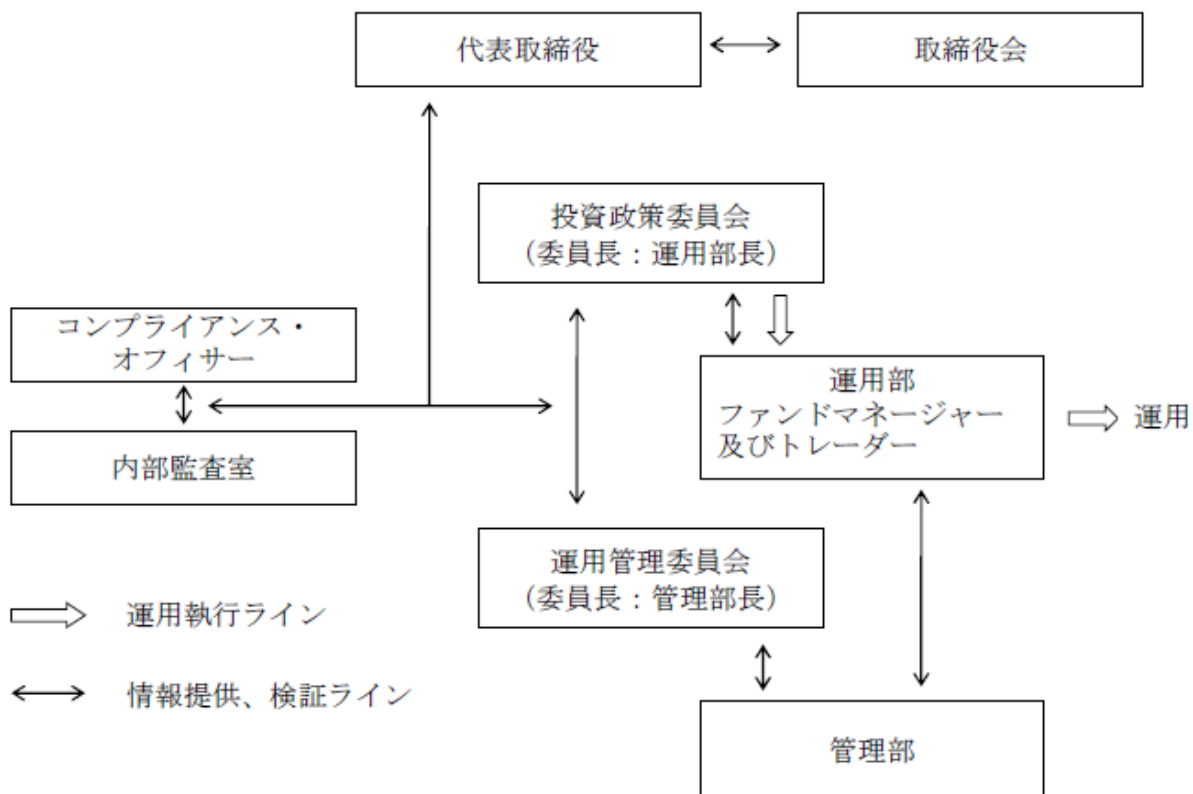 代表取締役
取締役会
投資政策委員会
（委員長：運用部長）
コンプライアンス・
オフィサー
運用部
ファンドマネージャー
及びトレーダー
運用
内部監査室
運用管理委員会
（委員長：管理部長）
運用執行ライン
情報提供、検証ライン
管理部